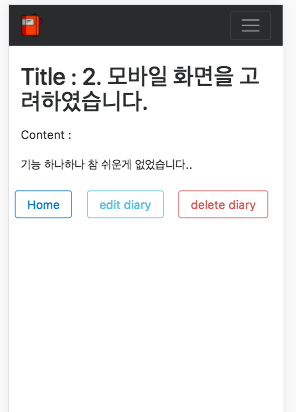 Title : 2. 모바일 화면을 고
려하였습니다.
Content :
기능 하나하나 참 쉬운게 없었습니다..
Home edit diary delete diary